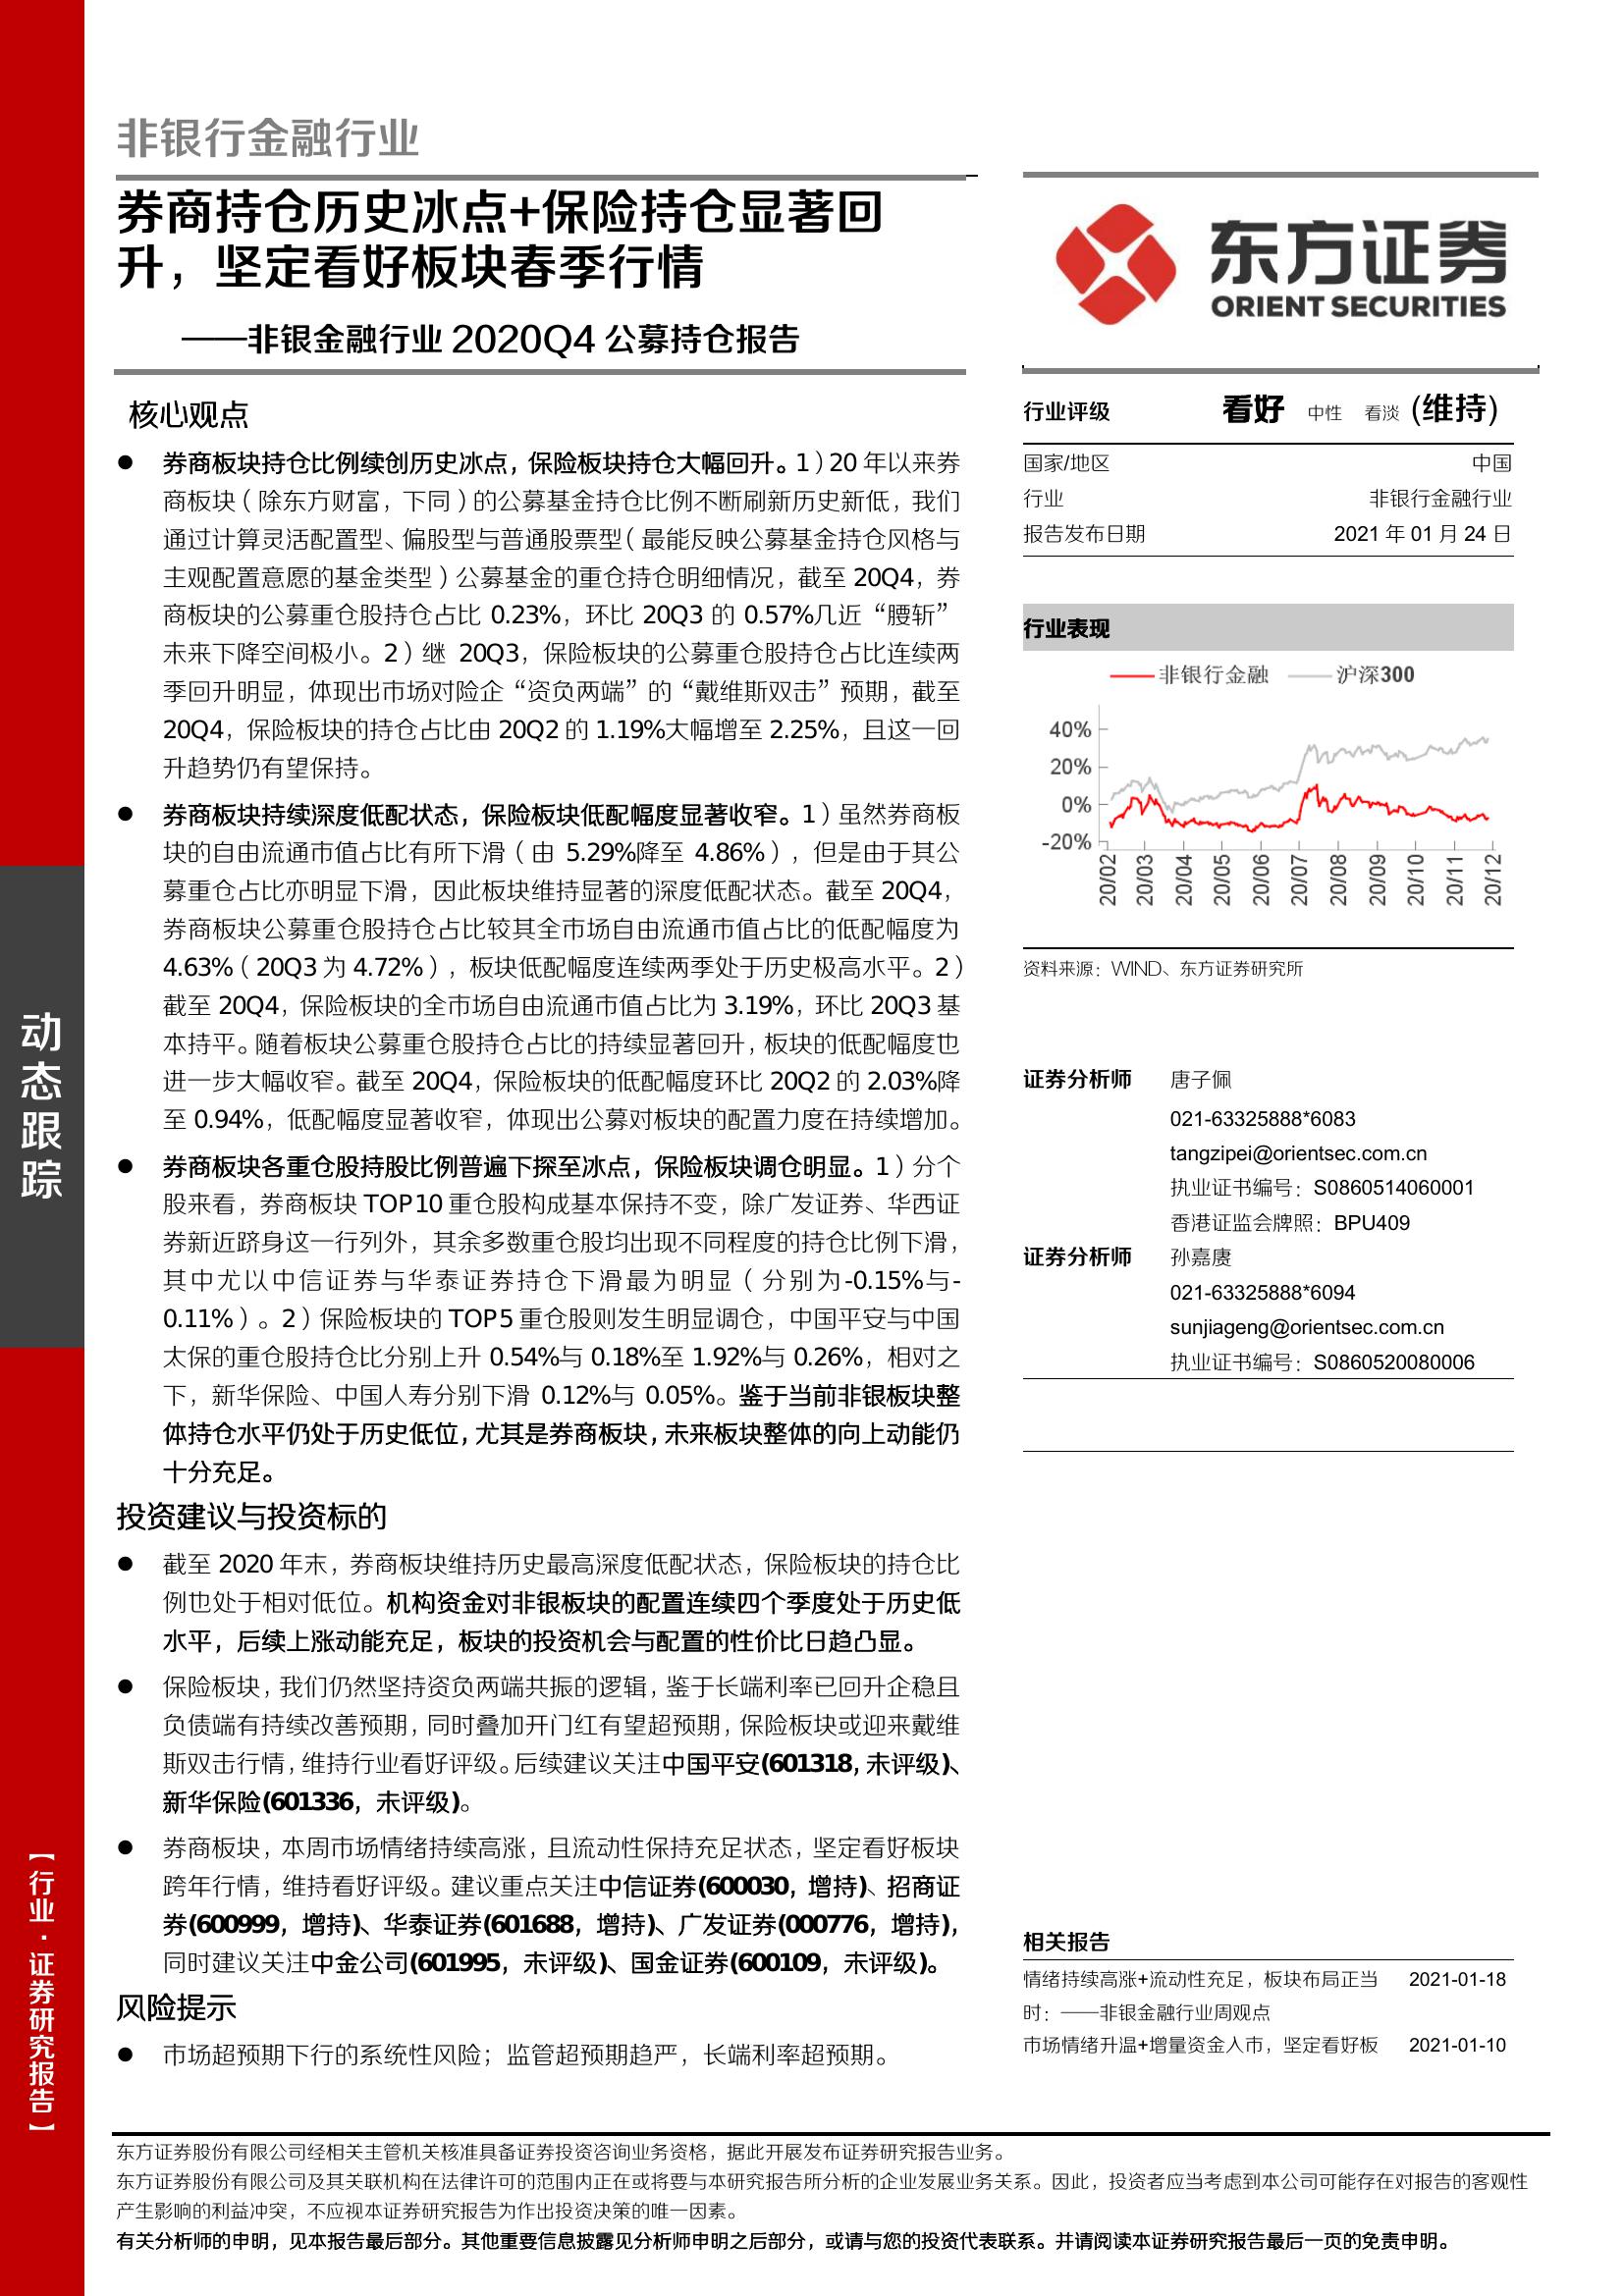 非银行金融行业
券商持仓历史冰点+保险持仓显著回
升，坚定看好板块春季行情
——非银金融行业 2020Q4 公募持仓报告
核心观点
● 券商板块持仓比例续创历史冰点，保险板块持仓大幅回升。1）20 年以来券
商板块（除东方财富，下同）的公募基金持仓比例不断刷新历史新低，我们
通过计算灵活配置型、偏股型与普通股票型（最能反映公募基金持仓风格与
主观配置意愿的基金类型）公募基金的重仓持仓明细情况，截至 20Q4，券
商板块的公募重仓股持仓占比 0.23%，环比 20Q3 的 0.57%几近“腰斩”
未来下降空间极小。2）继 20Q3，保险板块的公募重仓股持仓占比连续两
季回升明显，体现出市场对险企“资负两端”的“戴维斯双击”预期，截至
20Q4，保险板块的持仓占比由 20Q2 的 1.19%大幅增至 2.25%，且这一回
升趋势仍有望保持。
● 券商板块持续深度低配状态，保险板块低配幅度显著收窄。1）虽然券商板
块的自由流通市值占比有所下滑（由 5.29%降至 4.86%），但是由于其公
募重仓占比亦明显下滑，因此板块维持显著的深度低配状态。截至 20Q4，
券商板块公募重仓股持仓占比较其全市场自由流通市值占比的低配幅度为
4.63%（20Q3 为 4.72%），板块低配幅度连续两季处于历史极高水平。2）
截至 20Q4，保险板块的全市场自由流通市值占比为 3.19%，环比 20Q3 基
本持平。随着板块公募重仓股持仓占比的持续显著回升，板块的低配幅度也
进一步大幅收窄。截至 20Q4，保险板块的低配幅度环比 20Q2 的 2.03%降
至 0.94%，低配幅度显著收窄，体现出公募对板块的配置力度在持续增加。
● 券商板块各重仓股持股比例普遍下探至冰点，保险板块调仓明显。1）分个
股来看，券商板块 TOP10 重仓股构成基本保持不变，除广发证券、华西证
券新近跻身这一行列外，其余多数重仓股均出现不同程度的持仓比例下滑，
其中尤以中信证券与华泰证券持仓下滑最为明显（分别为-0.15%与-
0.11%）。2）保险板块的 TOP5 重仓股则发生明显调仓，中国平安与中国
太保的重仓股持仓比分别上升 0.54%与 0.18%至 1.92%与 0.26%，相对之
下，新华保险、中国人寿分别下滑 0.12%与 0.05%。鉴于当前非银板块整
体持仓水平仍处于历史低位，尤其是券商板块，未来板块整体的向上动能仍
十分充足。
投资建议与投资标的
● 截至 2020 年末，券商板块维持历史最高深度低配状态，保险板块的持仓比
例也处于相对低位。机构资金对非银板块的配置连续四个季度处于历史低
水平，后续上涨动能充足，板块的投资机会与配置的性价比日趋凸显。
● 保险板块，我们仍然坚持资负两端共振的逻辑，鉴于长端利率已回升企稳且
负债端有持续改善预期，同时叠加开门红有望超预期，保险板块或迎来戴维
斯双击行情，维持行业看好评级。后续建议关注中国平安(601318，未评级)、
新华保险(601336，未评级)。
● 券商板块，本周市场情绪持续高涨，且流动性保持充足状态，坚定看好板块
跨年行情，维持看好评级。建议重点关注中信证券(600030，增持)、招商证
券(600999，增持)、华泰证券(601688，增持)、广发证券(000776，增持)，
同时建议关注中金公司(601995，未评级)、国金证券(600109，未评级)。
风险提示
● 市场超预期下行的系统性风险；监管超预期趋严，长端利率超预期。
东方证券
ORIENT SECURITIES
行业评级 看好 中性 看淡 (维持)
国家/地区 中国
行业 非银行金融行业
报告发布日期 2021 年 01 月 24 日
行业表现
非银行金融 沪深300
40%
20%
0%
-20%
20/02 20/03 20/04 20/05 20/06 20/07 20/08 20/09 20/10 20/11 20/12
资料来源：WIND、东方证券研究所
证券分析师 唐子佩
021-63325888*6083
tangzipei@orientsec.com.cn
执业证书编号：S0860514060001
香港证监会牌照：BPU409
证券分析师 孙嘉赓
021-63325888*6094
sunjiageng@orientsec.com.cn
执业证书编号：S0860520080006
相关报告
情绪持续高涨+流动性充足，板块布局正当 2021-01-18
时：——非银金融行业周观点
市场情绪升温+增量资金入市，坚定看好板 2021-01-10
动态跟踪
【行业·证券研究报告】
东方证券股份有限公司经相关主管机关核准具备证券投资咨询业务资格，据此开展发布证券研究报告业务。
东方证券股份有限公司及其关联机构在法律许可的范围内正在或将要与本研究报告所分析的企业发展业务关系。因此，投资者应当考虑到本公司可能存在对报告的客观性
产生影响的利益冲突，不应视本证券研究报告为作出投资决策的唯一因素。
有关分析师的申明，见本报告最后部分。其他重要信息披露见分析师申明之后部分，或请与您的投资代表联系。并请阅读本证券研究报告最后一页的免责申明。